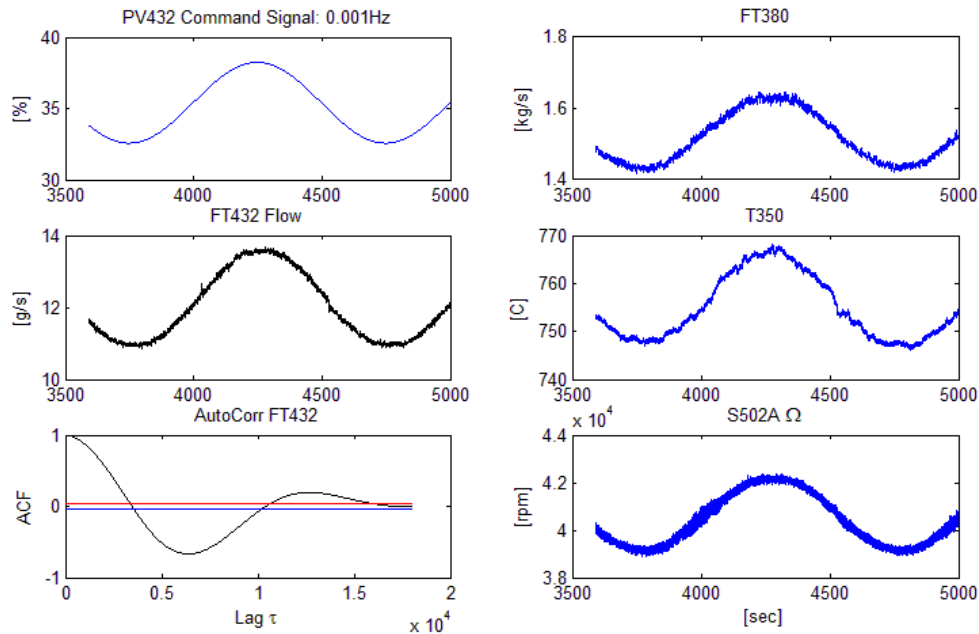 PV432 Command Signal: 0.001Hz
40
35
30
[%]
3500 4000 4500 5000
FT380
1.8
1.6
1.4
[kg/s]
3500 4000 4500 5000
FT432 Flow
14
12
10
[g/s]
3500 4000 4500 5000
T350
770
760
750
740
[C]
3500 4000 4500 5000
AutoCorr FT432
1
0
-1
ACF
0 0.5 1 1.5 2
Lag τ
x 10^4
S502A Ω
x 10^4
4.4
4.2
4
3.8
[rpm]
3500 4000 4500 5000
[sec]